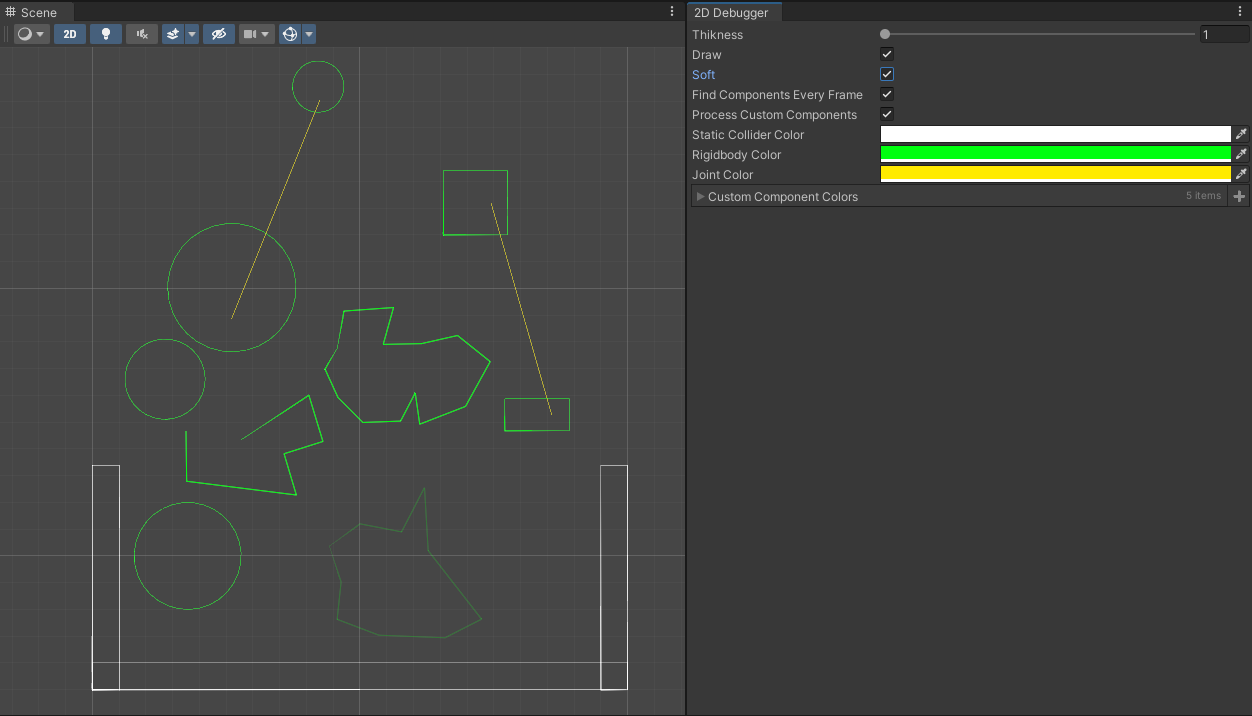 Scene
2D
2D Debugger
Thikness 1
Draw
Soft
Find Components Every Frame
Process Custom Components
Static Collider Color
Rigidbody Color
Joint Color
Custom Component Colors 5 items